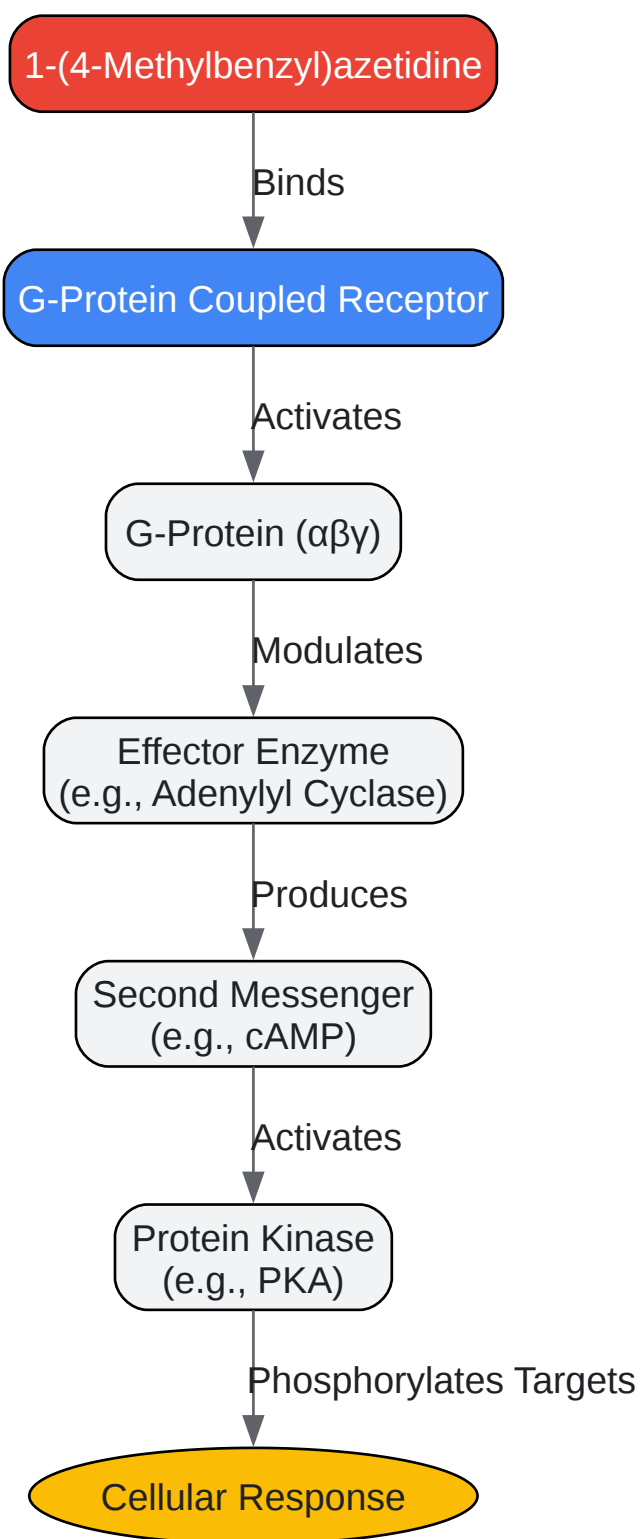 1-(4-Methylbenzyl)azetidine
Binds
G-Protein Coupled Receptor
Activates
G-Protein (αβγ)
Modulates
Effector Enzyme
(e.g., Adenylyl Cyclase)
Produces
Second Messenger
(e.g., cAMP)
Activates
Protein Kinase
(e.g., PKA)
Phosphorylates Targets
Cellular Response